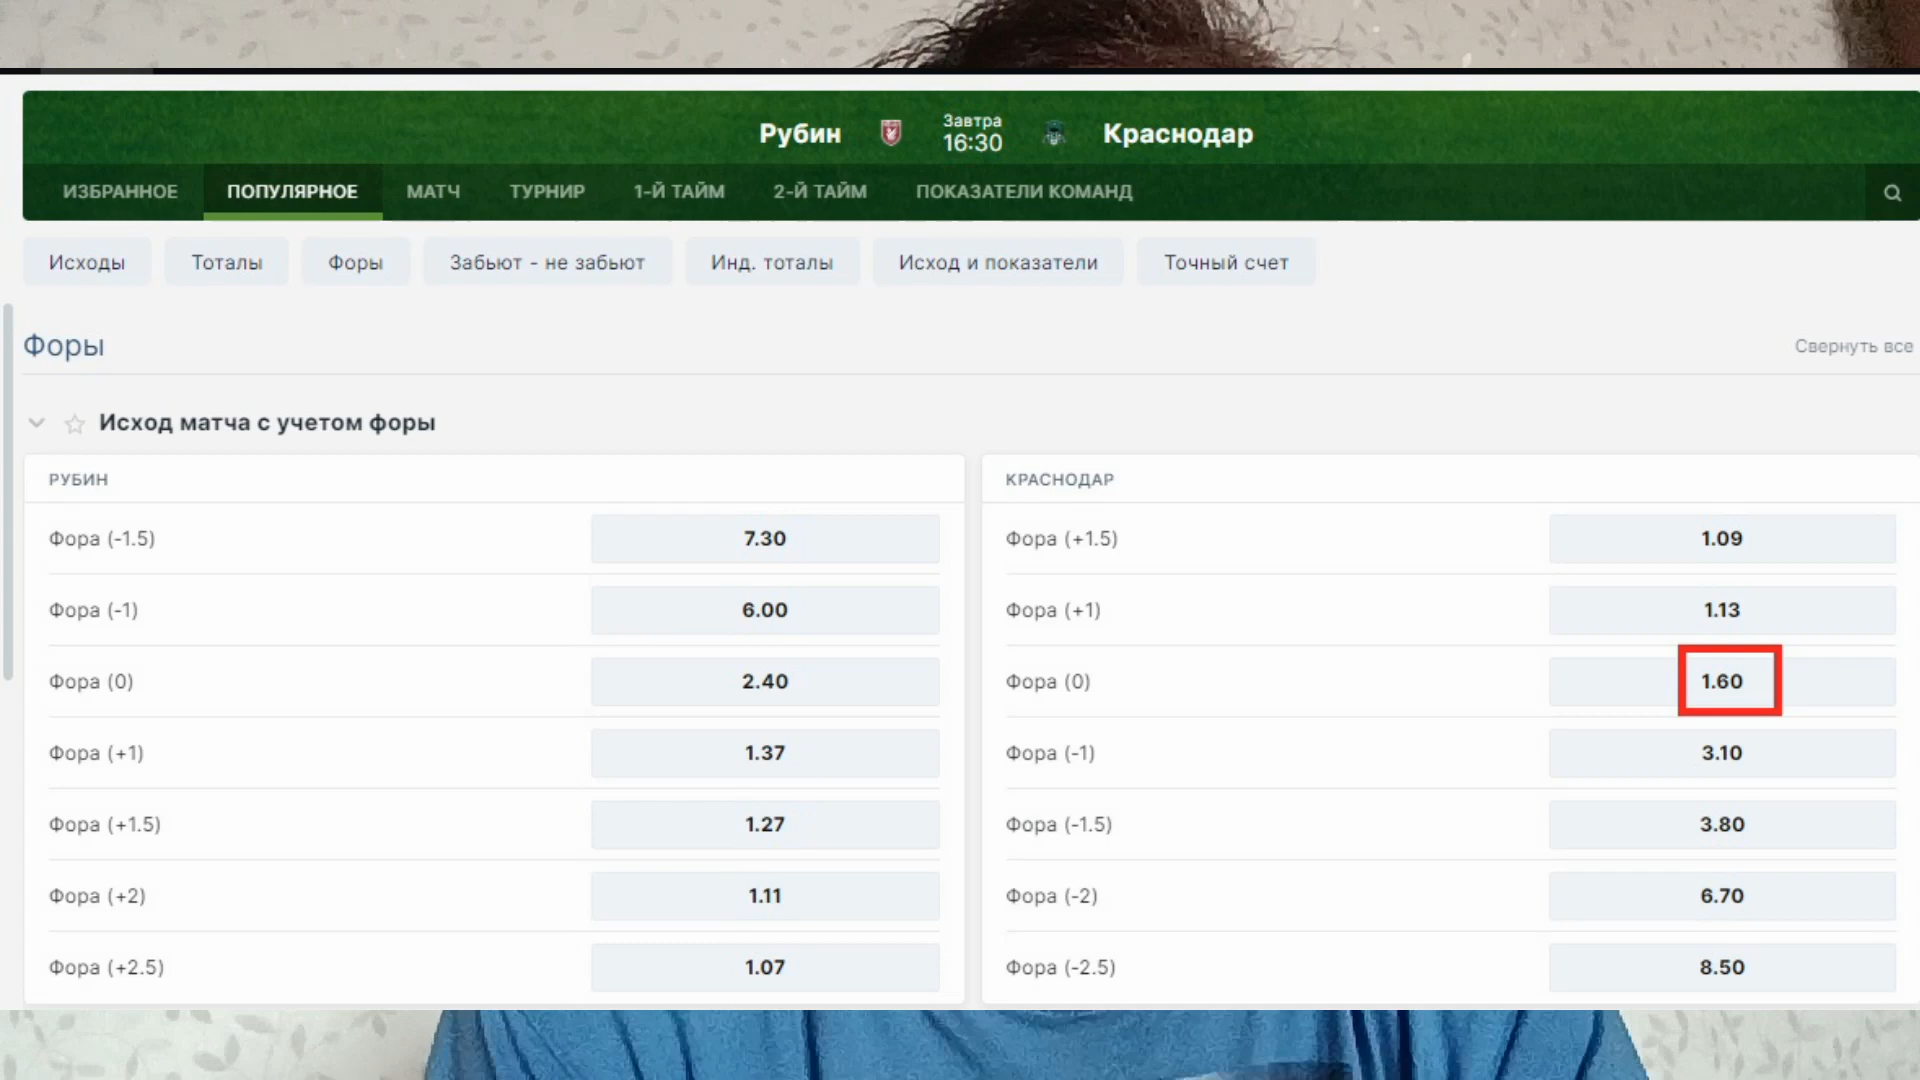 Рубин
Завтра
16:30
Краснодар
ИЗБРАННОЕ
ПОПУЛЯРНОЕ
МАТЧ
ТУРНИР
1-Й ТАЙМ
2-Й ТАЙМ
ПОКАЗАТЕЛИ КОМАНД
Исходы
Тоталы
Форы
Забьют - не забьют
Инд. тоталы
Исход и показатели
Точный счет
Форы
Свернуть все
Исход матча с учетом форы
РУБИН
Фора (-1.5) 7.30
Фора (-1) 6.00
Фора (0) 2.40
Фора (+1) 1.37
Фора (+1.5) 1.27
Фора (+2) 1.11
Фора (+2.5) 1.07
КРАСНОДАР
Фора (+1.5) 1.09
Фора (+1) 1.13
Фора (0) 1.60
Фора (-1) 3.10
Фора (-1.5) 3.80
Фора (-2) 6.70
Фора (-2.5) 8.50